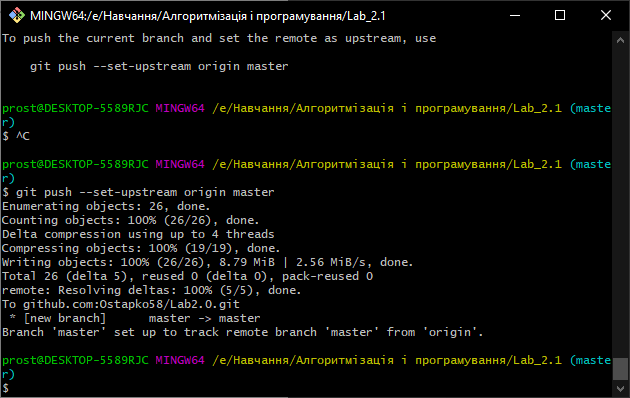 MINGW64:/e/Навчання/Алгоритмізація і програмування/Lab_2.1
To push the current branch and set the remote as upstream, use
git push --set-upstream origin master
prost@DESKTOP-5589RJC MINGW64 /e/Навчання/Алгоритмізація і програмування/Lab_2.1 (maste
r)
$ ^C
prost@DESKTOP-5589RJC MINGW64 /e/Навчання/Алгоритмізація і програмування/Lab_2.1 (maste
r)
$ git push --set-upstream origin master
Enumerating objects: 26, done.
Counting objects: 100% (26/26), done.
Delta compression using up to 4 threads
Compressing objects: 100% (19/19), done.
Writing objects: 100% (26/26), 8.79 MiB | 2.56 MiB/s, done.
Total 26 (delta 5), reused 0 (delta 0), pack-reused 0
remote: Resolving deltas: 100% (5/5), done.
To github.com:Ostapko58/Lab2.0.git
* [new branch]      master -> master
Branch 'master' set up to track remote branch 'master' from 'origin'.
prost@DESKTOP-5589RJC MINGW64 /e/Навчання/Алгоритмізація і програмування/Lab_2.1 (maste
r)
$